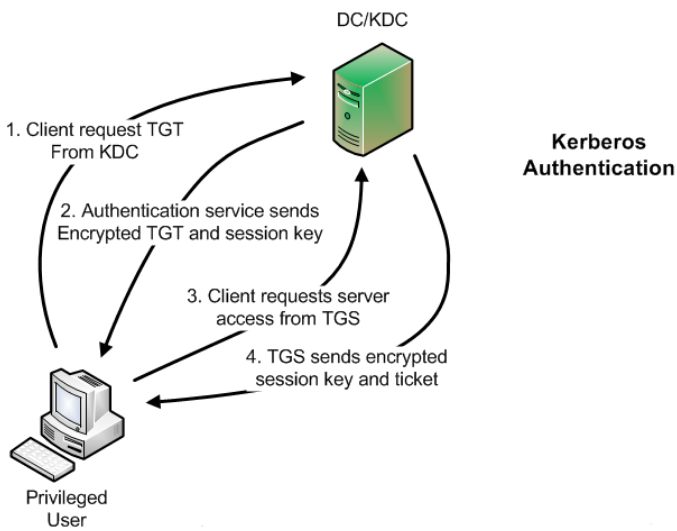 DC/KDC
1. Client request TGT
From KDC
Kerberos
Authentication
2. Authentication service sends
Encrypted TGT and session key
3. Client requests server
access from TGS
4. TGS sends encrypted
session key and ticket
Privileged
User